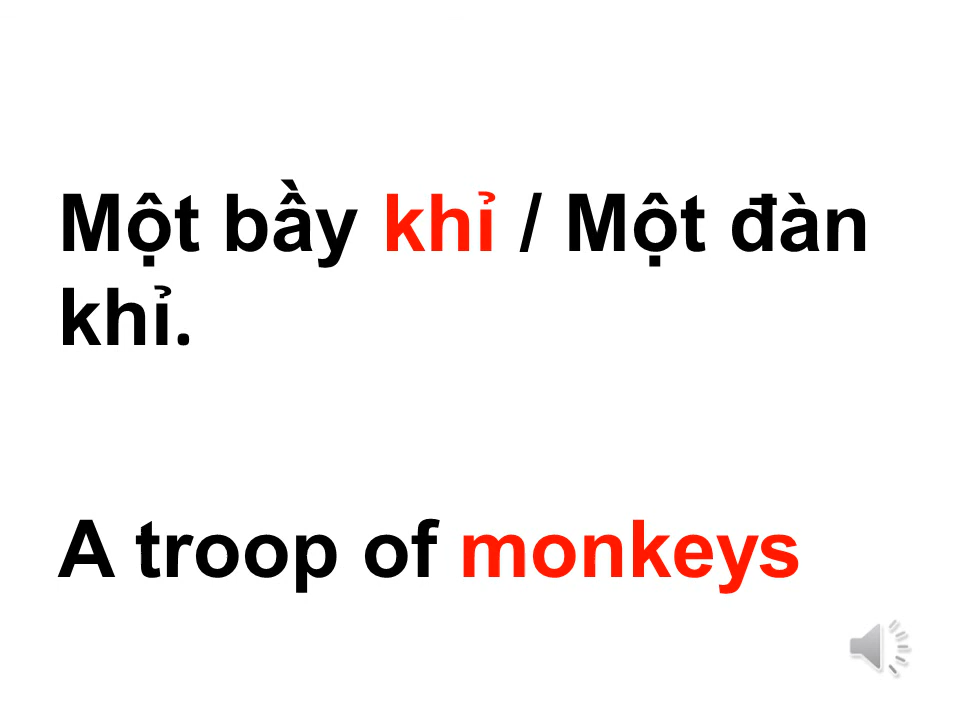 Một bầy khỉ / Một đàn
khỉ.
A troop of monkeys